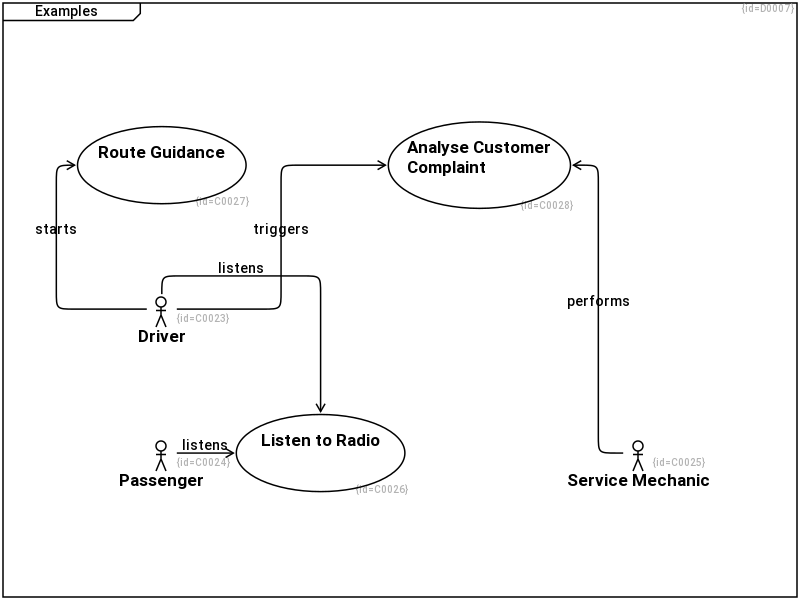 Examples
{id=D0007}
Route Guidance
{id=C0027}
Analyse Customer
Complaint
{id=C0028}
starts
triggers
listens
performs
{id=C0023}
Driver
Listen to Radio
{id=C0026}
listens
{id=C0024}
Passenger
{id=C0025}
Service Mechanic